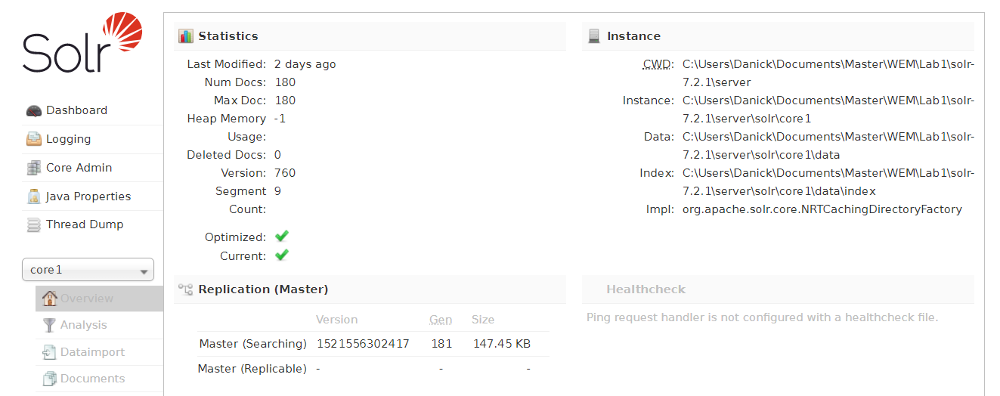 Solr
Dashboard
Logging
Core Admin
Java Properties
Thread Dump
core1
Overview
Analysis
Dataimport
Documents
Statistics
Last Modified: 2 days ago
Num Docs: 180
Max Doc: 180
Heap Memory -1
Usage:
Deleted Docs: 0
Version: 760
Segment 9
Count:
Optimized:
Current:
Instance
CWD: C:\Users\Danick\Documents\Master\WEM\Lab1\solr-
7.2.1\server
Instance: C:\Users\Danick\Documents\Master\WEM\Lab1\solr-
7.2.1\server\solr\core1
Data: C:\Users\Danick\Documents\Master\WEM\Lab1\solr-
7.2.1\server\solr\core1\data
Index: C:\Users\Danick\Documents\Master\WEM\Lab1\solr-
7.2.1\server\solr\core1\data\index
Impl: org.apache.solr.core.NRTCachingDirectoryFactory
Replication (Master)
Version Gen Size
Master (Searching) 1521556302417 181 147.45 KB
Master (Replicable) - - -
Healthcheck
Ping request handler is not configured with a healthcheck file.